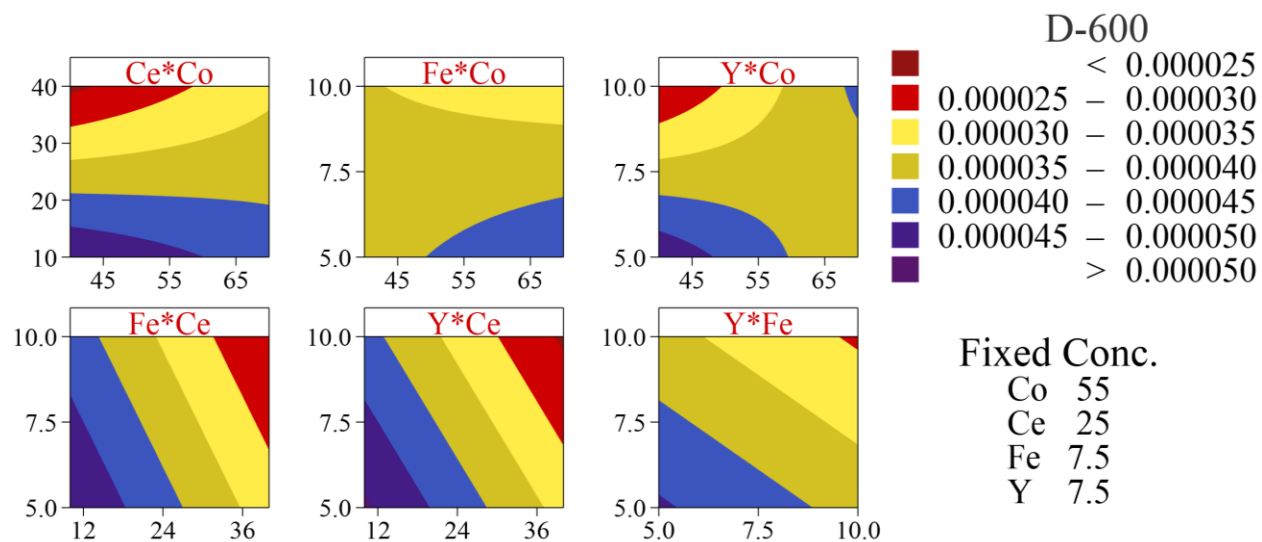 D-600
< 0.000025
0.000025 – 0.000030
0.000030 – 0.000035
0.000035 – 0.000040
0.000040 – 0.000045
0.000045 – 0.000050
> 0.000050
Ce*Co
40
30
20
10
45 55 65
Fe*Co
10.0
7.5
5.0
45 55 65
Y*Co
10.0
7.5
5.0
45 55 65
Fe*Ce
10.0
7.5
5.0
12 24 36
Y*Ce
10.0
7.5
5.0
12 24 36
Y*Fe
10.0
7.5
5.0
5.0 7.5 10.0
Fixed Conc.
Co 55
Ce 25
Fe 7.5
Y 7.5